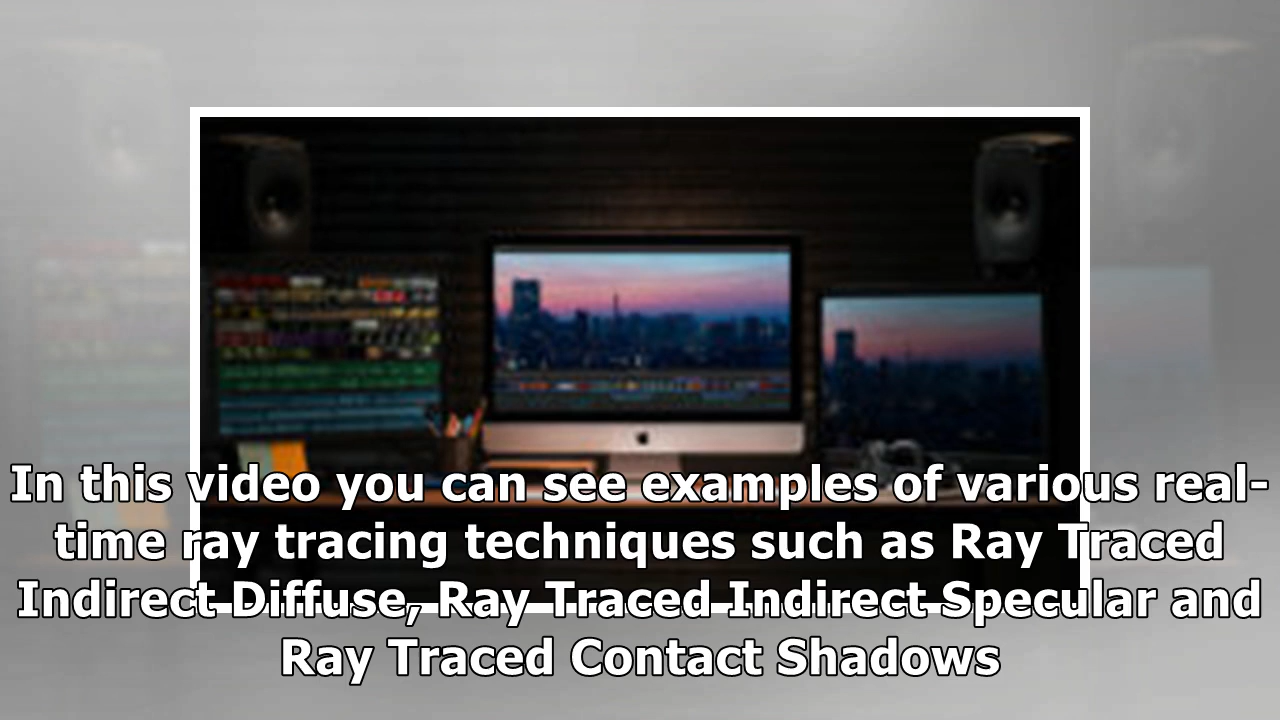 In this video you can see examples of various real-
time ray tracing techniques such as Ray Traced
Indirect Diffuse, Ray Traced Indirect Specular and
Ray Traced Contact Shadows